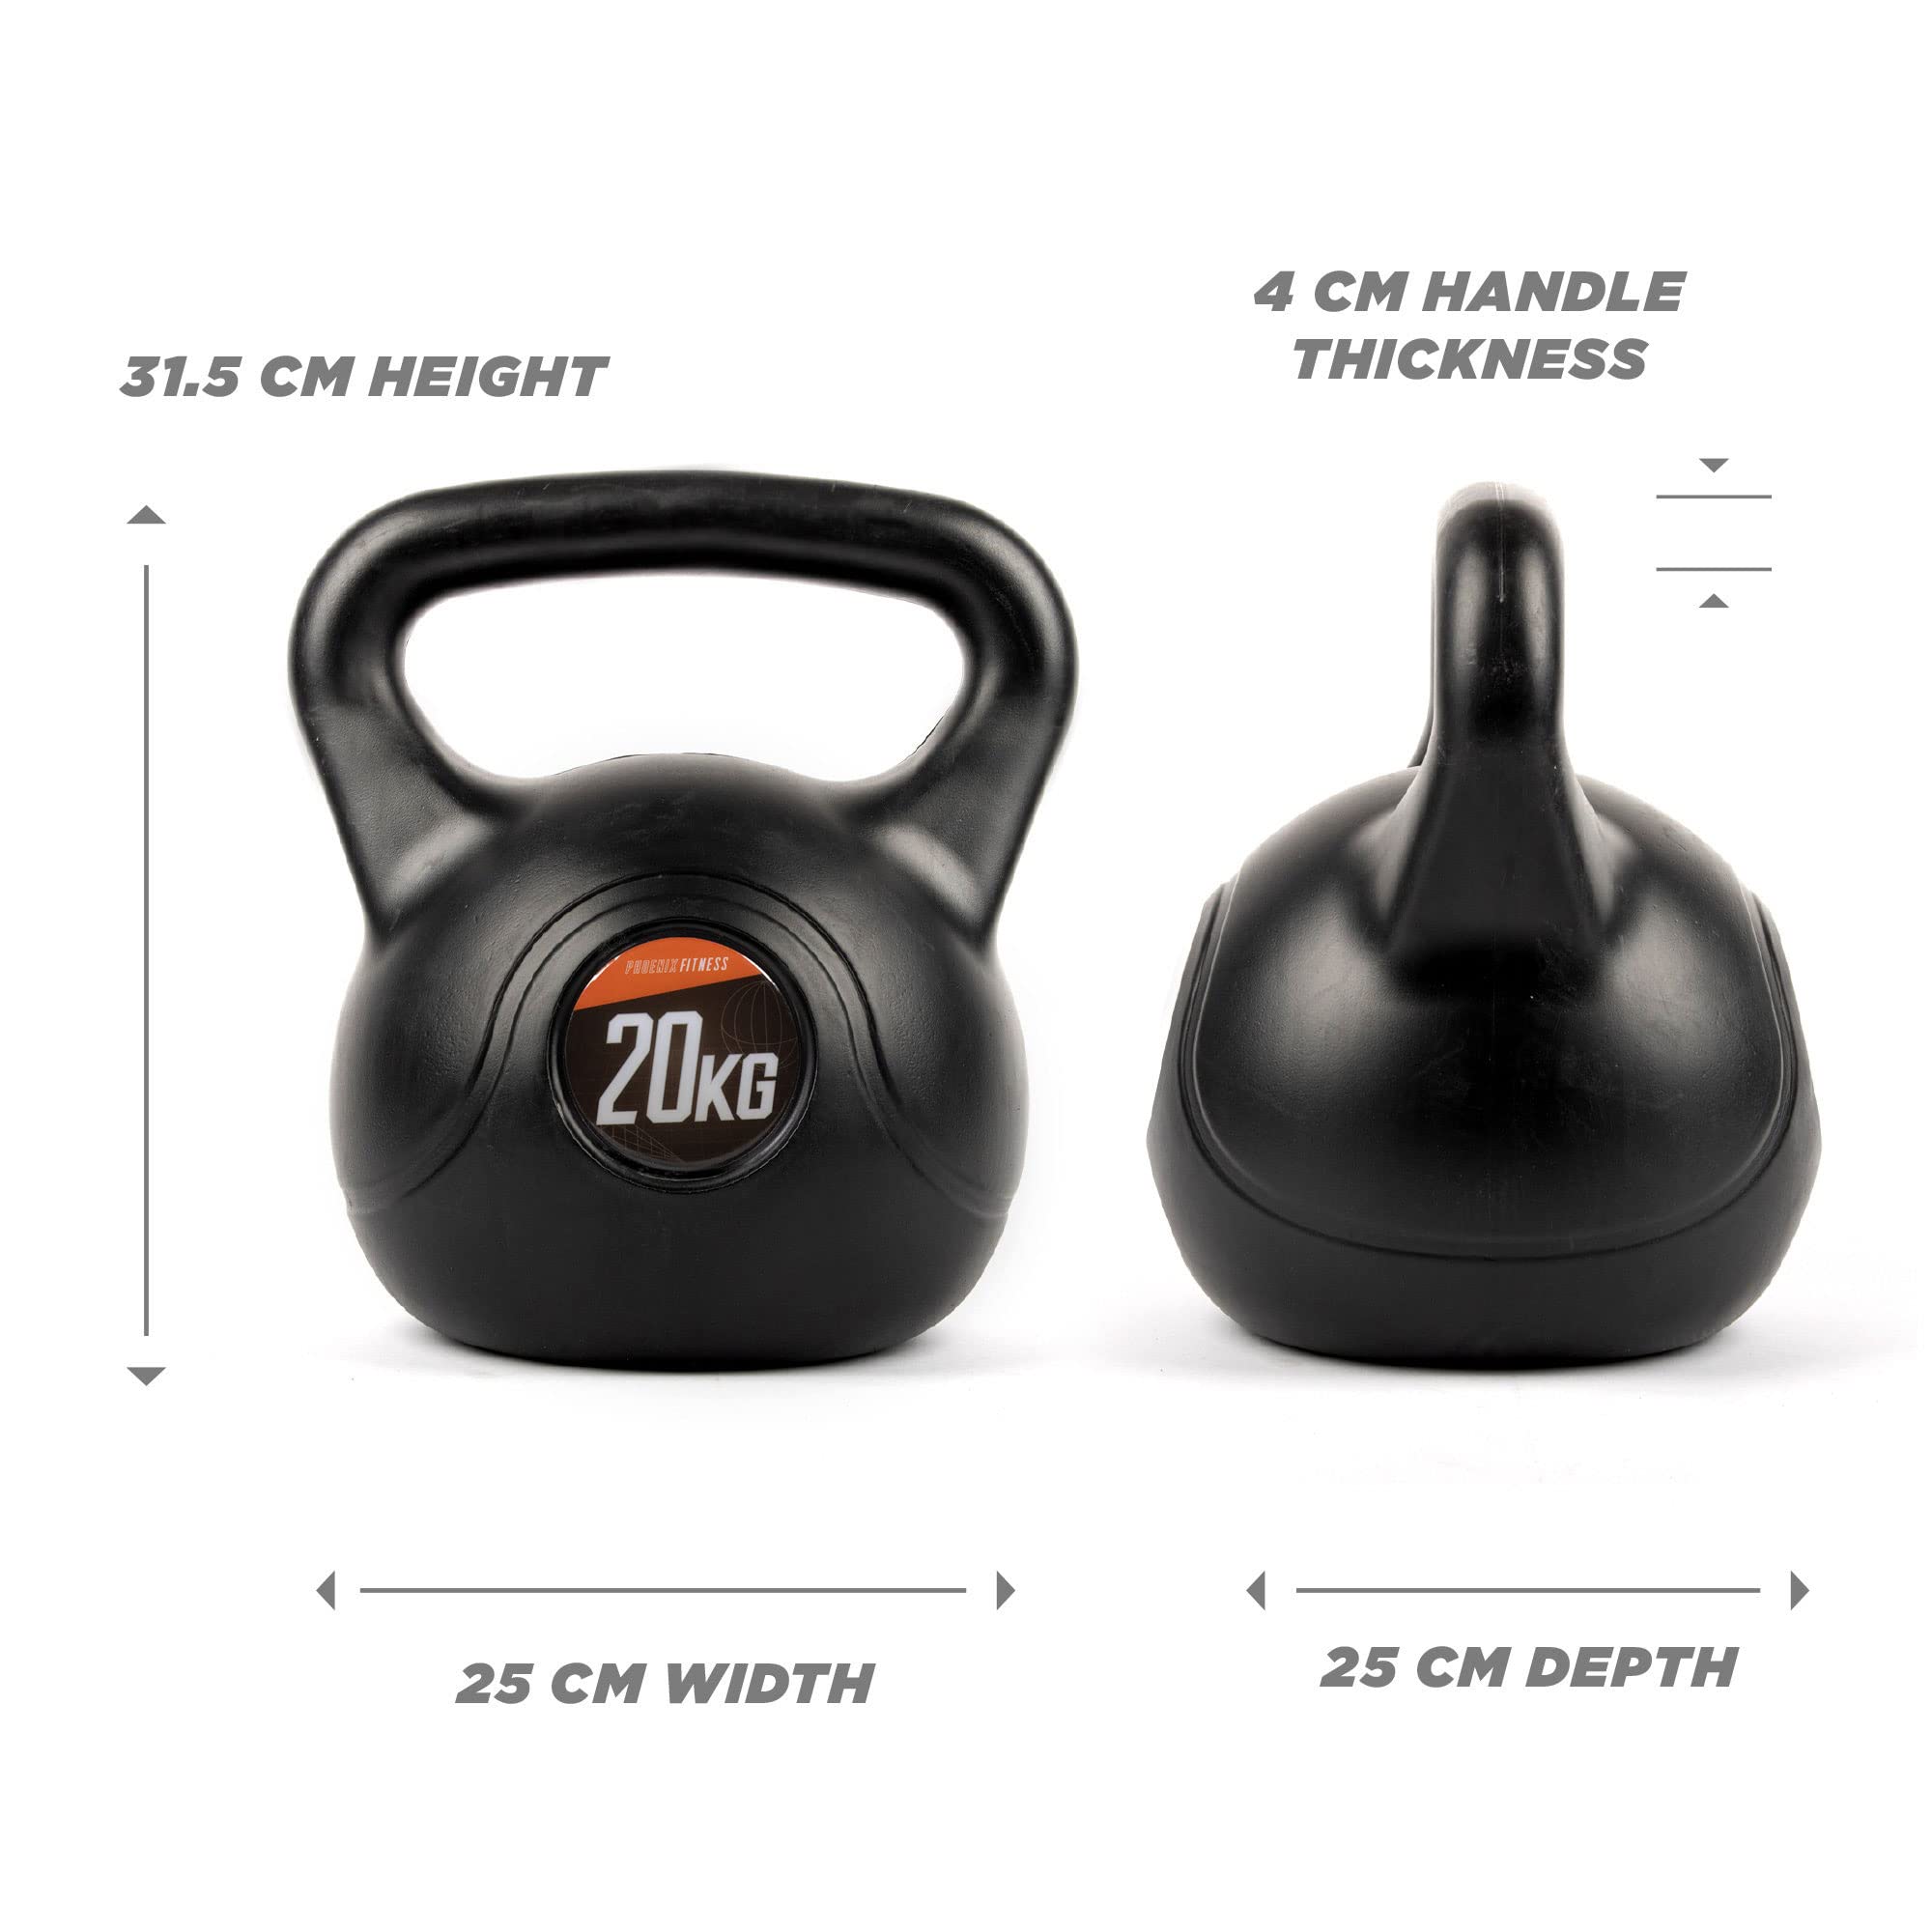 4 CM HANDLE
THICKNESS
31.5 CM HEIGHT
PHOENIX FITNESS
20KG
25 CM WIDTH
25 CM DEPTH